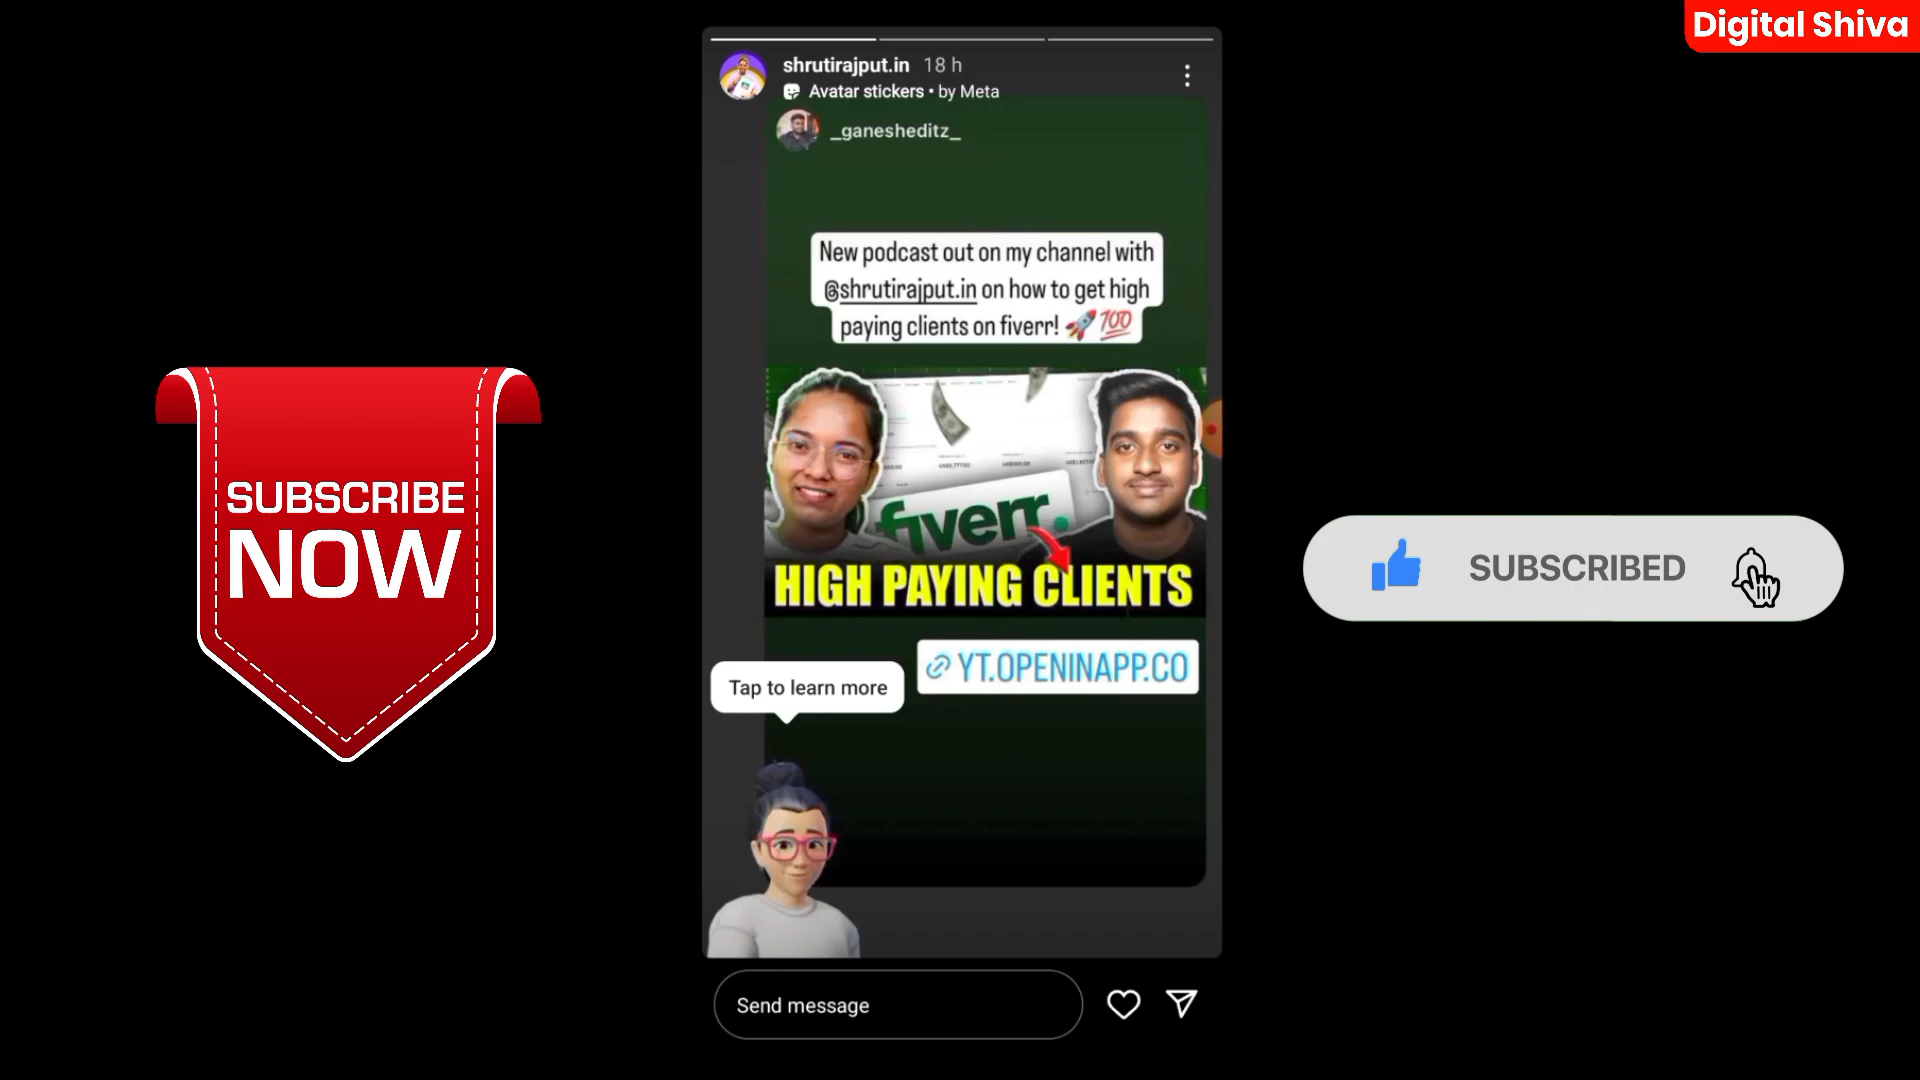 Digital Shiva
shrutirajput.in 18 h
Avatar stickers • by Meta
_ganesheditz_
New podcast out on my channel with
@shrutirajput.in on how to get high
paying clients on fiverr! 🚀 💯
fiverr.
HIGH PAYING CLIENTS
YT.OPENINAPP.CO
Tap to learn more
Send message
SUBSCRIBE
NOW
SUBSCRIBED